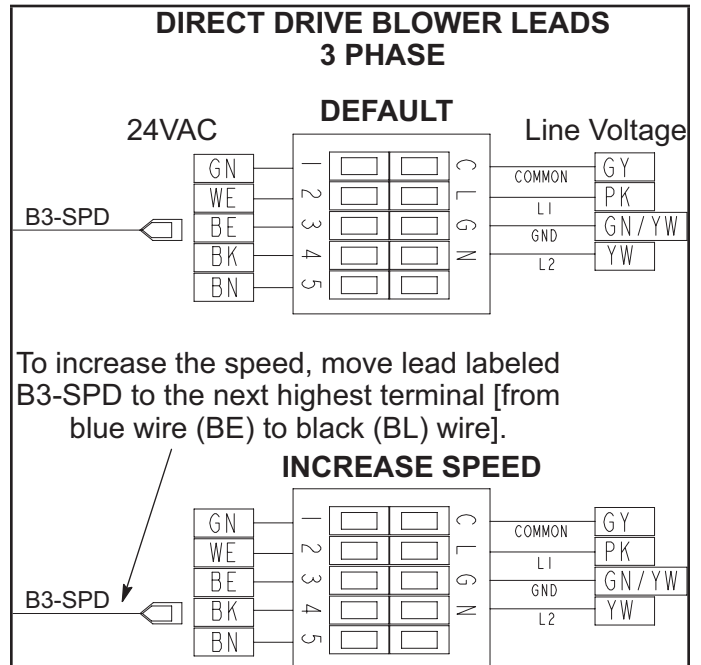 DIRECT DRIVE BLOWER LEADS
3 PHASE
DEFAULT
24VAC
Line Voltage
GN 1 C COMMON GY
WE 2 L L1 PK
B3-SPD BE 3 G GND GN/YW
BK 4 N L2 YW
BN 5
To increase the speed, move lead labeled
B3-SPD to the next highest terminal [from
blue wire (BE) to black (BL) wire].
INCREASE SPEED
GN 1 C COMMON GY
WE 2 L L1 PK
BE 3 G GND GN/YW
B3-SPD BK 4 N L2 YW
BN 5